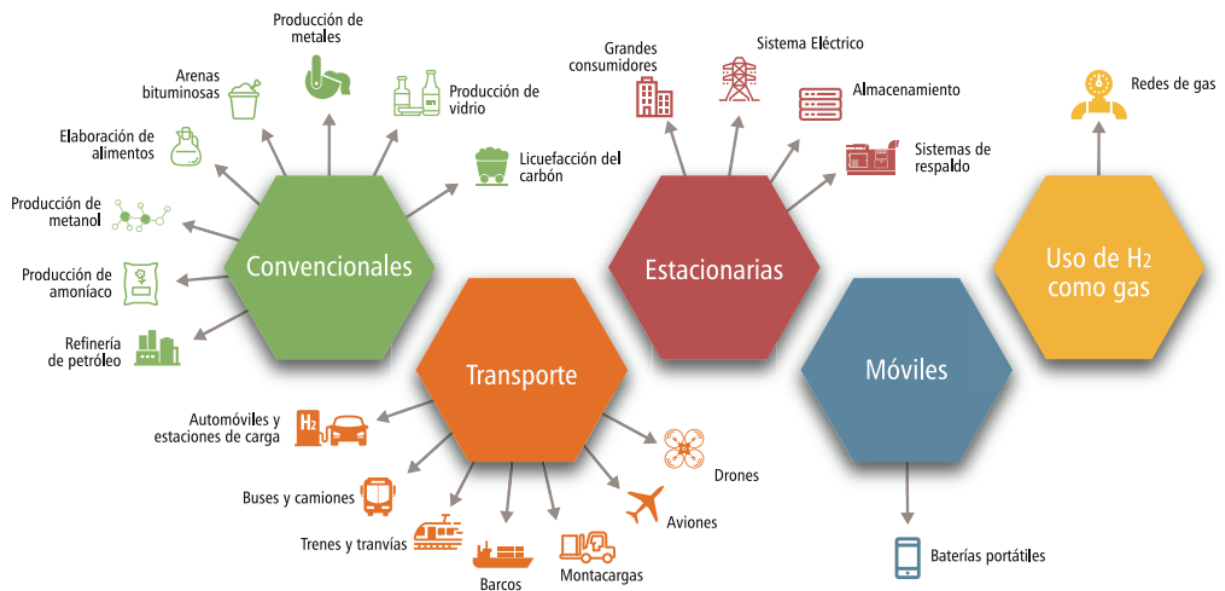 Producción de
metales
Arenas
bituminosas
Producción de
vidrio
Elaboración de
alimentos
Licuefacción del
carbón
Producción de
metanol
Producción de
amoníaco
Refinería
de petróleo
Convencionales
Grandes
consumidores
Sistema Eléctrico
Almacenamiento
Sistemas de
respaldo
Estacionarias
Redes de gas
Uso de H2
como gas
Transporte
Automóviles y
estaciones de carga
H2
Buses y camiones
Trenes y tranvías
Barcos
Montacargas
Aviones
Drones
Móviles
Baterías portátiles